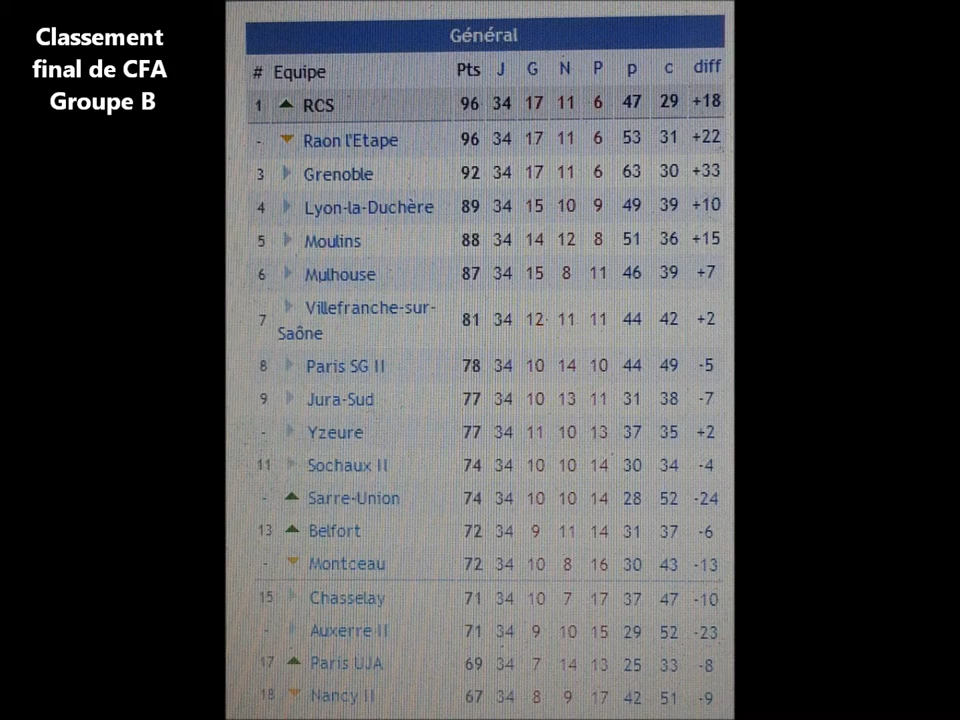 Classement
final de CFA
Groupe B
Général
# Equipe Pts J G N P p c diff
1 RCS 96 34 17 11 6 47 29 +18
- Raon l'Etape 96 34 17 11 6 53 31 +22
3 Grenoble 92 34 17 11 6 63 30 +33
4 Lyon-la-Duchère 89 34 15 10 9 49 39 +10
5 Moulins 88 34 14 12 8 51 36 +15
6 Mulhouse 87 34 15 8 11 46 39 +7
7 Villefranche-sur-
Saône 81 34 12 11 11 44 42 +2
8 Paris SG II 78 34 10 14 10 44 49 -5
9 Jura-Sud 77 34 10 13 11 31 38 -7
- Yzeure 77 34 11 10 13 37 35 +2
11 Sochaux II 74 34 10 10 14 30 34 -4
- Sarre-Union 74 34 10 10 14 28 52 -24
13 Belfort 72 34 9 11 14 31 37 -6
- Montceau 72 34 10 8 16 30 43 -13
15 Chasselay 71 34 10 7 17 37 47 -10
- Auxerre II 71 34 9 10 15 29 52 -23
17 Paris UJA 69 34 7 14 13 25 33 -8
18 Nancy II 67 34 8 9 17 42 51 -9